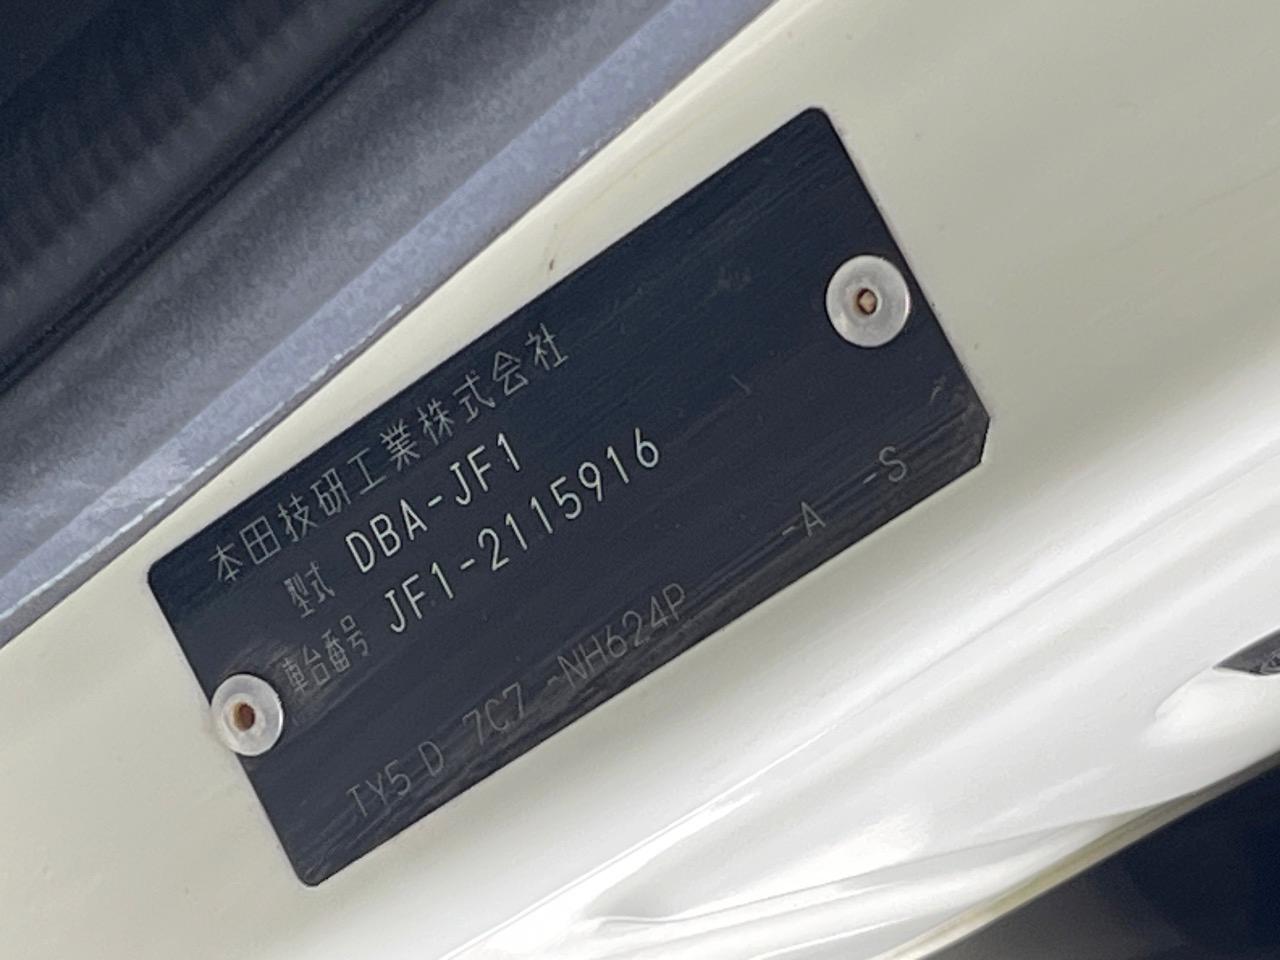 本田技研工業株式会社
型式 DBA-JF1
車台番号 JF1-2115916
TY5 D 7C7 -NH624P -A -S